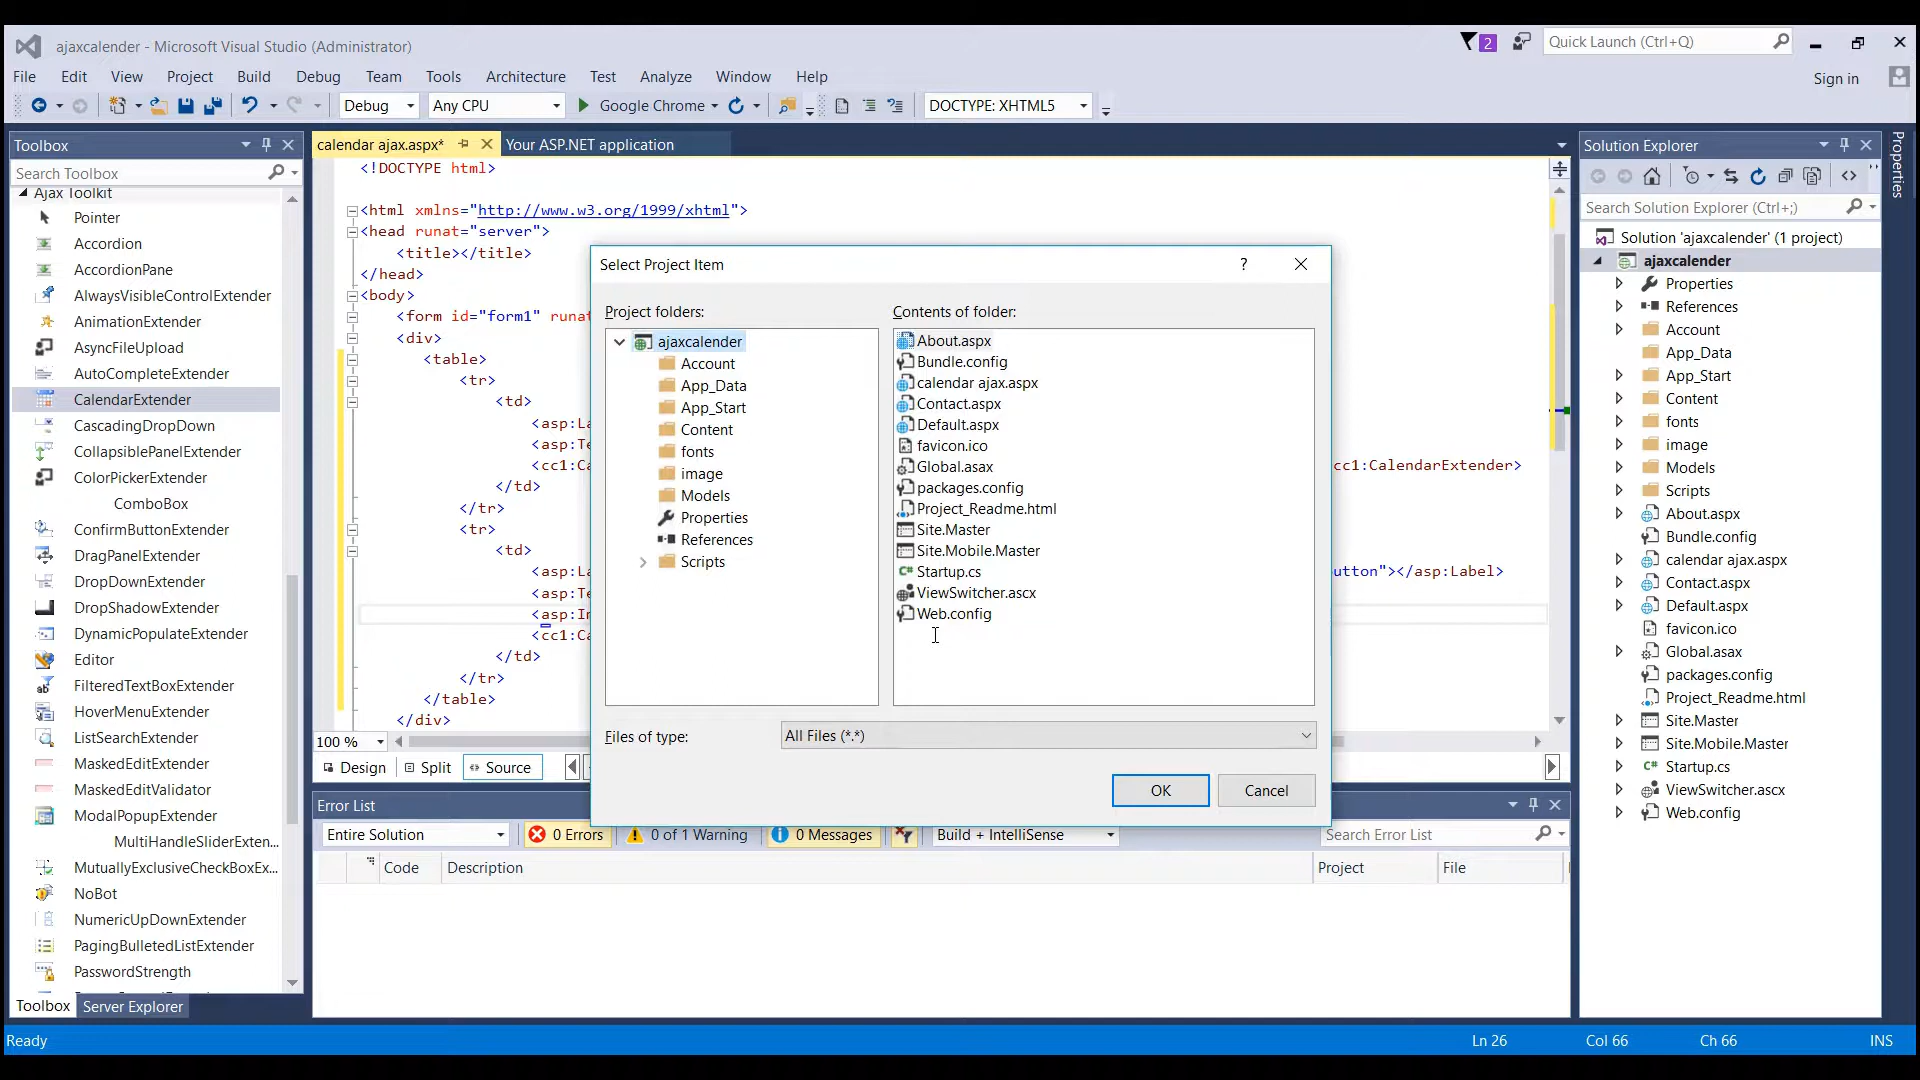 ajaxcalender - Microsoft Visual Studio (Administrator)
2
Quick Launch (Ctrl+Q)
File Edit View Project Build Debug Team Tools Architecture Test Analyze Window Help
Sign in
Debug Any CPU Google Chrome DOCTYPE: XHTML5
Toolbox
Search Toolbox
Ajax Toolkit
Pointer
Accordion
AccordionPane
AlwaysVisibleControlExtender
AnimationExtender
AsyncFileUpload
AutoCompleteExtender
CalendarExtender
CascadingDropDown
CollapsiblePanelExtender
ColorPickerExtender
ComboBox
ConfirmButtonExtender
DragPanelExtender
DropDownExtender
DropShadowExtender
DynamicPopulateExtender
Editor
FilteredTextBoxExtender
HoverMenuExtender
ListSearchExtender
MaskedEditExtender
MaskedEditValidator
ModalPopupExtender
MultiHandleSliderExten...
MutuallyExclusiveCheckBoxEx...
NoBot
NumericUpDownExtender
PagingBulletedListExtender
PasswordStrength
Toolbox Server Explorer
calendar ajax.aspx* Your ASP.NET application
<!DOCTYPE html>
<html xmlns="http://www.w3.org/1999/xhtml">
<head runat="server">
<title></title>
</head>
<body>
<form id="form1" runat
<div>
<table>
<tr>
<td>
<asp:La
<asp:Te
<cc1:Ca cc1:CalendarExtender>
</td>
</tr>
<tr>
<td>
<asp:La utton"></asp:Label>
<asp:Te
<asp:Im
<cc1:Ca
</td>
</tr>
</table>
</div>
100 %
Design Split Source
Select Project Item
?
Project folders:
ajaxcalender
Account
App_Data
App_Start
Content
fonts
image
Models
Properties
References
Scripts
Contents of folder:
About.aspx
Bundle.config
calendar ajax.aspx
Contact.aspx
Default.aspx
favicon.ico
Global.asax
packages.config
Project_Readme.html
Site.Master
Site.Mobile.Master
Startup.cs
ViewSwitcher.ascx
Web.config
Files of type: All Files (*.*)
OK Cancel
Error List
Entire Solution 0 Errors 0 of 1 Warning 0 Messages Build + IntelliSense Search Error List
Code Description Project File
Solution Explorer
Search Solution Explorer (Ctrl+;)
Solution 'ajaxcalender' (1 project)
ajaxcalender
Properties
References
Account
App_Data
App_Start
Content
fonts
image
Models
Scripts
About.aspx
Bundle.config
calendar ajax.aspx
Contact.aspx
Default.aspx
favicon.ico
Global.asax
packages.config
Project_Readme.html
Site.Master
Site.Mobile.Master
C# Startup.cs
ViewSwitcher.ascx
Web.config
Properties
Ready Ln 26 Col 66 Ch 66 INS